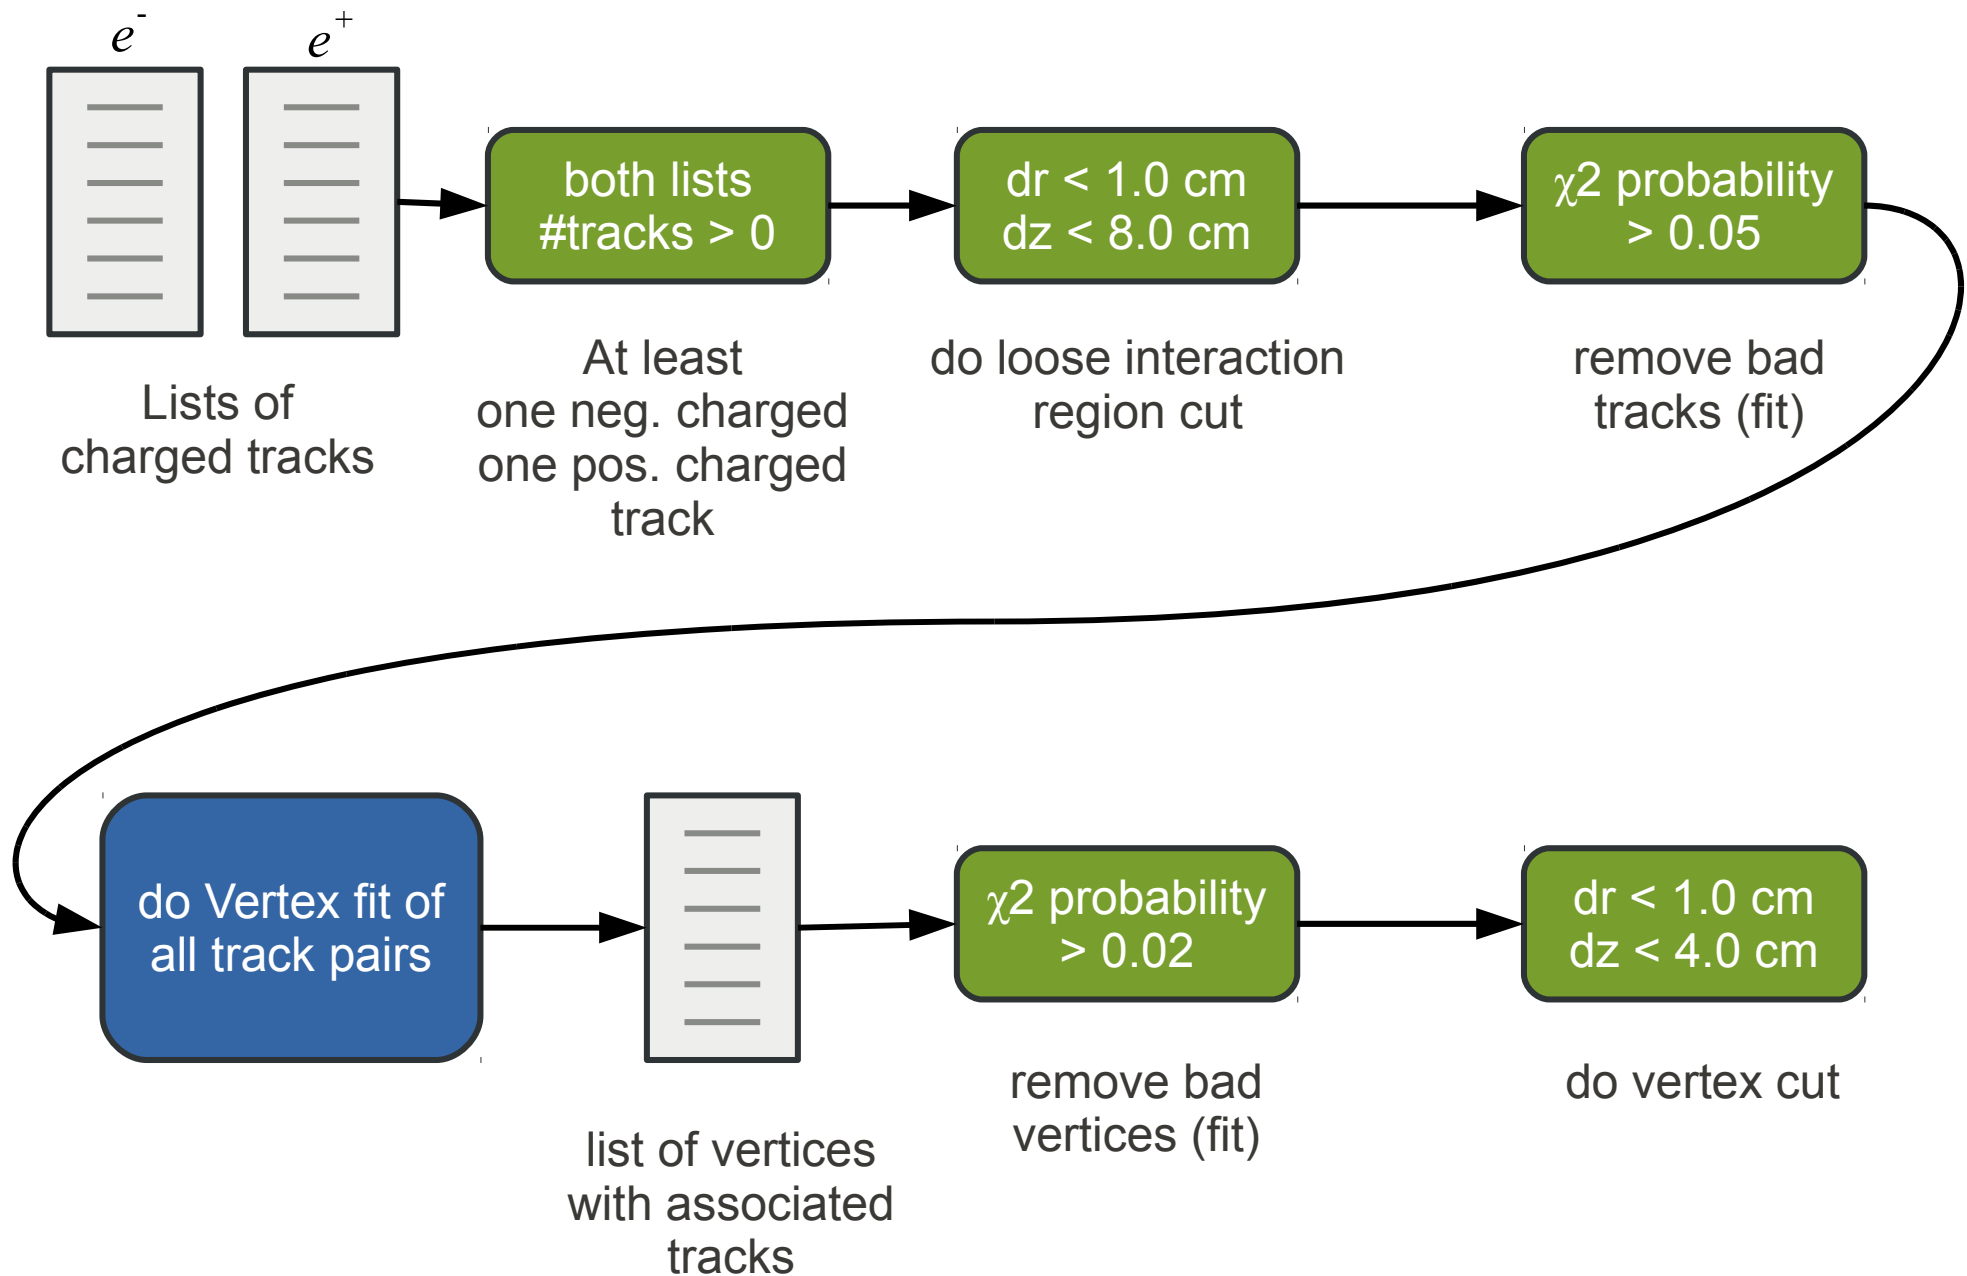 e⁻
e⁺
Lists of
charged tracks
both lists
#tracks > 0
At least
one neg. charged
one pos. charged
track
dr < 1.0 cm
dz < 8.0 cm
do loose interaction
region cut
χ2 probability
> 0.05
remove bad
tracks (fit)
do Vertex fit of
all track pairs
list of vertices
with associated
tracks
χ2 probability
> 0.02
remove bad
vertices (fit)
dr < 1.0 cm
dz < 4.0 cm
do vertex cut